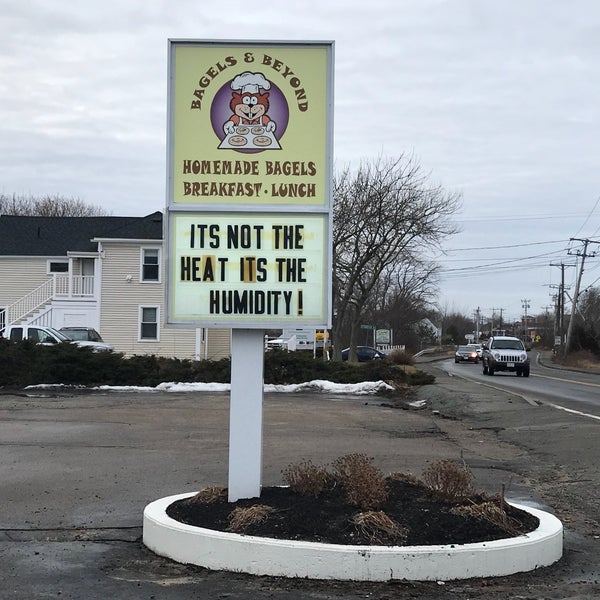 BAGELS & BEYOND
HOMEMADE BAGELS
BREAKFAST · LUNCH
ITS NOT THE
HEAT ITS THE
HUMIDITY!